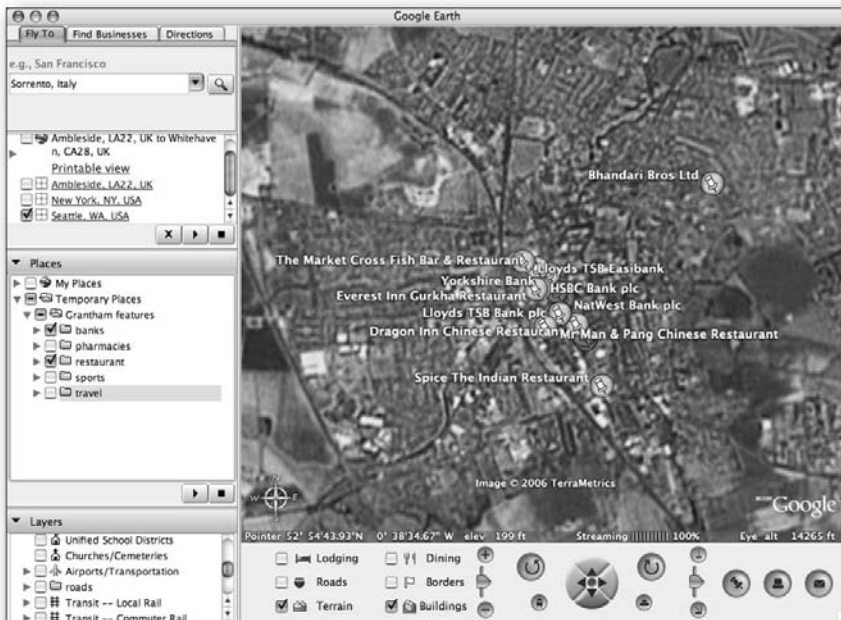 Google Earth
Fly To
Find Businesses
Directions
e.g., San Francisco
Sorrento, Italy
Ambleside, LA22, UK to Whitehave
n, CA28, UK
Printable view
Ambleside, LA22, UK
New York, NY, USA
Seattle, WA, USA
Places
My Places
Temporary Places
Grantham features
banks
pharmacies
restaurant
sports
travel
Layers
Unified School Districts
Churches/Cemeteries
Airports/Transportation
roads
Transit -- Local Rail
Transit -- Commuter Rail
Bhandari Bros Ltd
The Market Cross Fish Bar & Restaurant
Lloyds TSB Easibank
Yorkshire Bank
HSBC Bank plc
Everest Inn Gurkha Restaurant
NatWest Bank plc
Lloyds TSB Bank plc
Dragon Inn Chinese Restaurant
Mr Man & Pang Chinese Restaurant
Spice The Indian Restaurant
N
W
E
S
Image © 2006 TerraMetrics
Google
Pointer 52° 54'43.93"N 0° 38'34.67" W elev 199 ft Streaming 100% Eye alt 14265 ft
Lodging
Dining
Roads
Borders
Terrain
Buildings